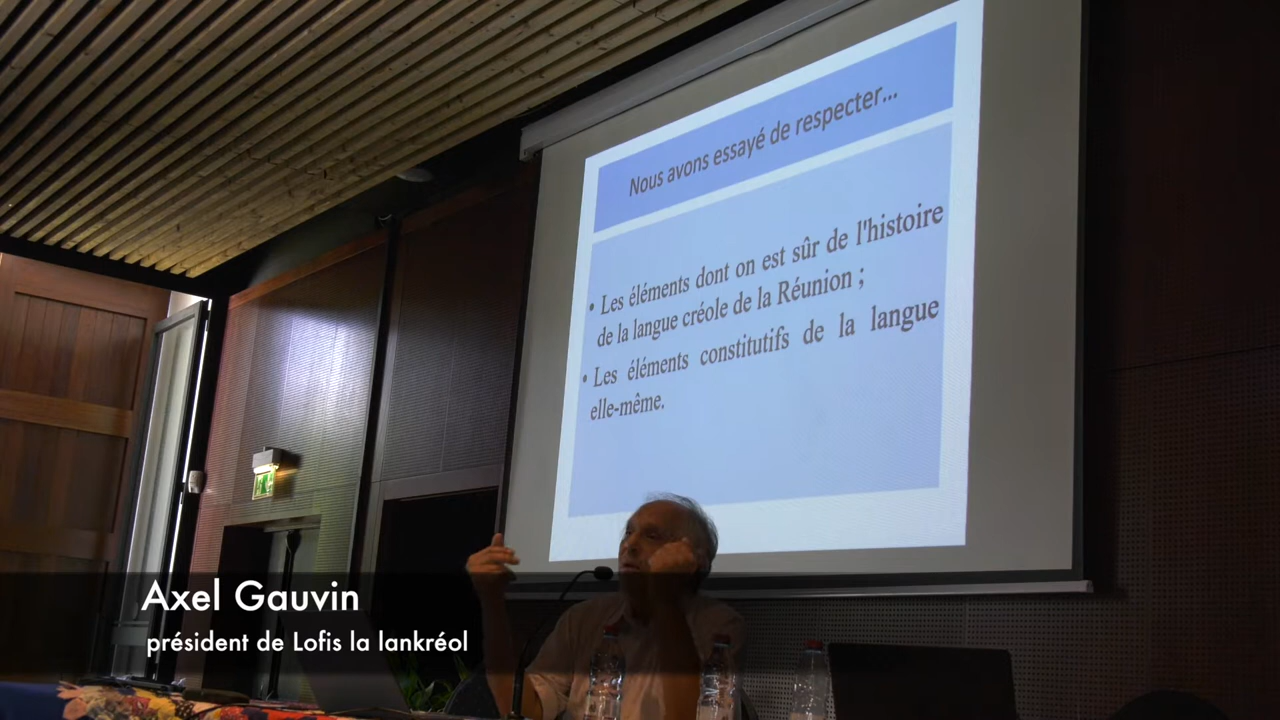 Nous avons essayé de respecter...
• Les éléments dont on est sûr de l'histoire
de la langue créole de la Réunion ;
• Les éléments constitutifs de la langue
elle-même.
Axel Gauvin
président de Lofis la lankréol